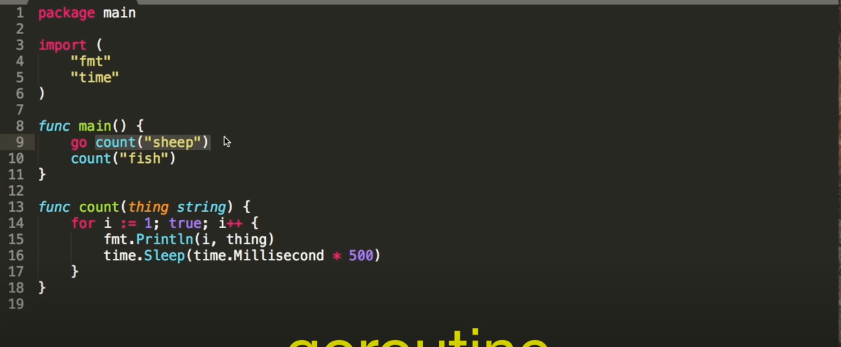 1 package main
2
3 import (
4 "fmt"
5 "time"
6 )
7
8 func main() {
9 go count("sheep")
10 count("fish")
11 }
12
13 func count(thing string) {
14 for i := 1; true; i++ {
15 fmt.Println(i, thing)
16 time.Sleep(time.Millisecond * 500)
17 }
18 }
19
goroutine